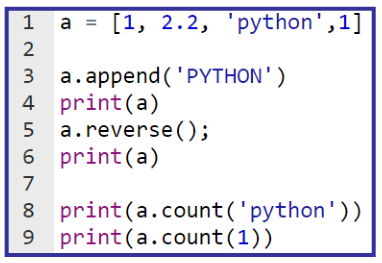 1 a = [1, 2.2, 'python',1]
2
3 a.append('PYTHON')
4 print(a)
5 a.reverse();
6 print(a)
7
8 print(a.count('python'))
9 print(a.count(1))